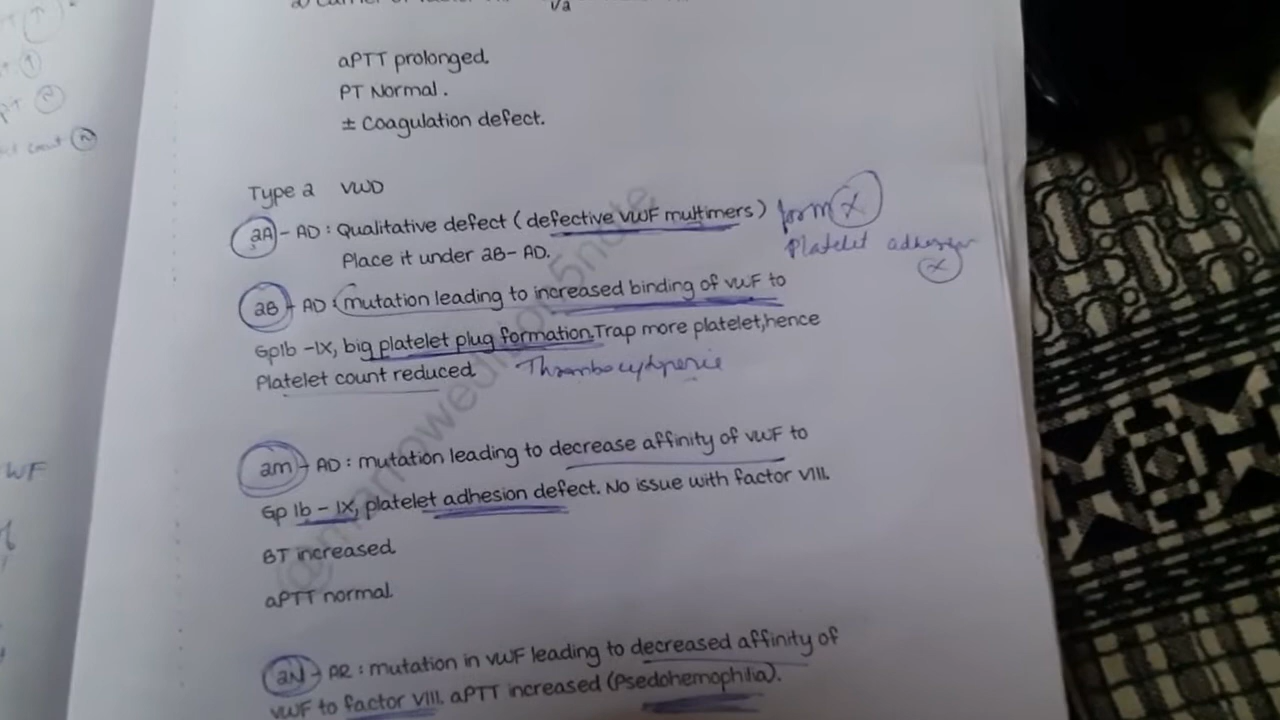 aPTT prolonged.
PT Normal.
± Coagulation defect.
Type 2 VWD
2A - AD : Qualitative defect ( defective VWF multimers ) form X
Place it under 2B- AD.
Platelet adhesion X
2B - AD : mutation leading to increased binding of VWF to
Gp1b -IX, big platelet plug formation. Trap more platelet, hence
Platelet count reduced. Thrombocytopenia
2m - AD : mutation leading to decrease affinity of VWF to
Gp 1b - IX, platelet adhesion defect. No issue with factor VIII.
BT increased.
aPTT normal.
2N - AR : mutation in VWF leading to decreased affinity of
VWF to factor VIII. aPTT increased (Psedohemophilia).
WF